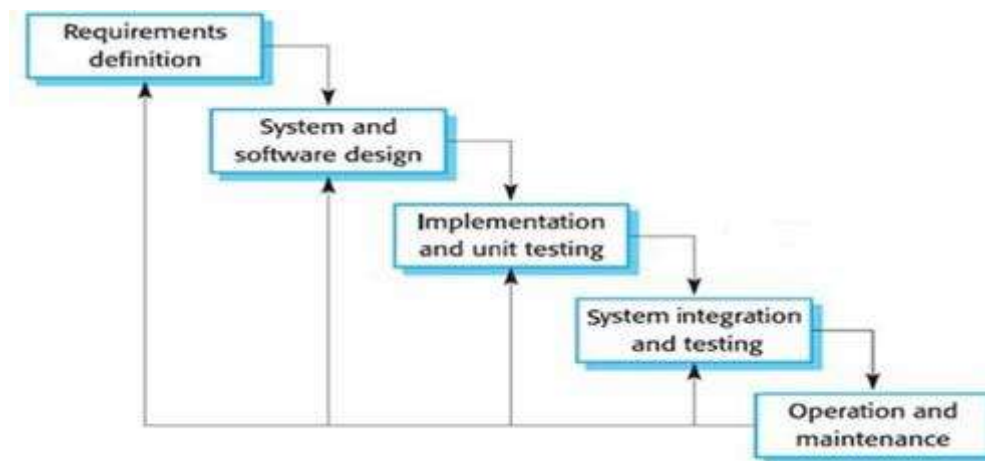 Requirements
definition
System and
software design
Implementation
and unit testing
System integration
and testing
Operation and
maintenance